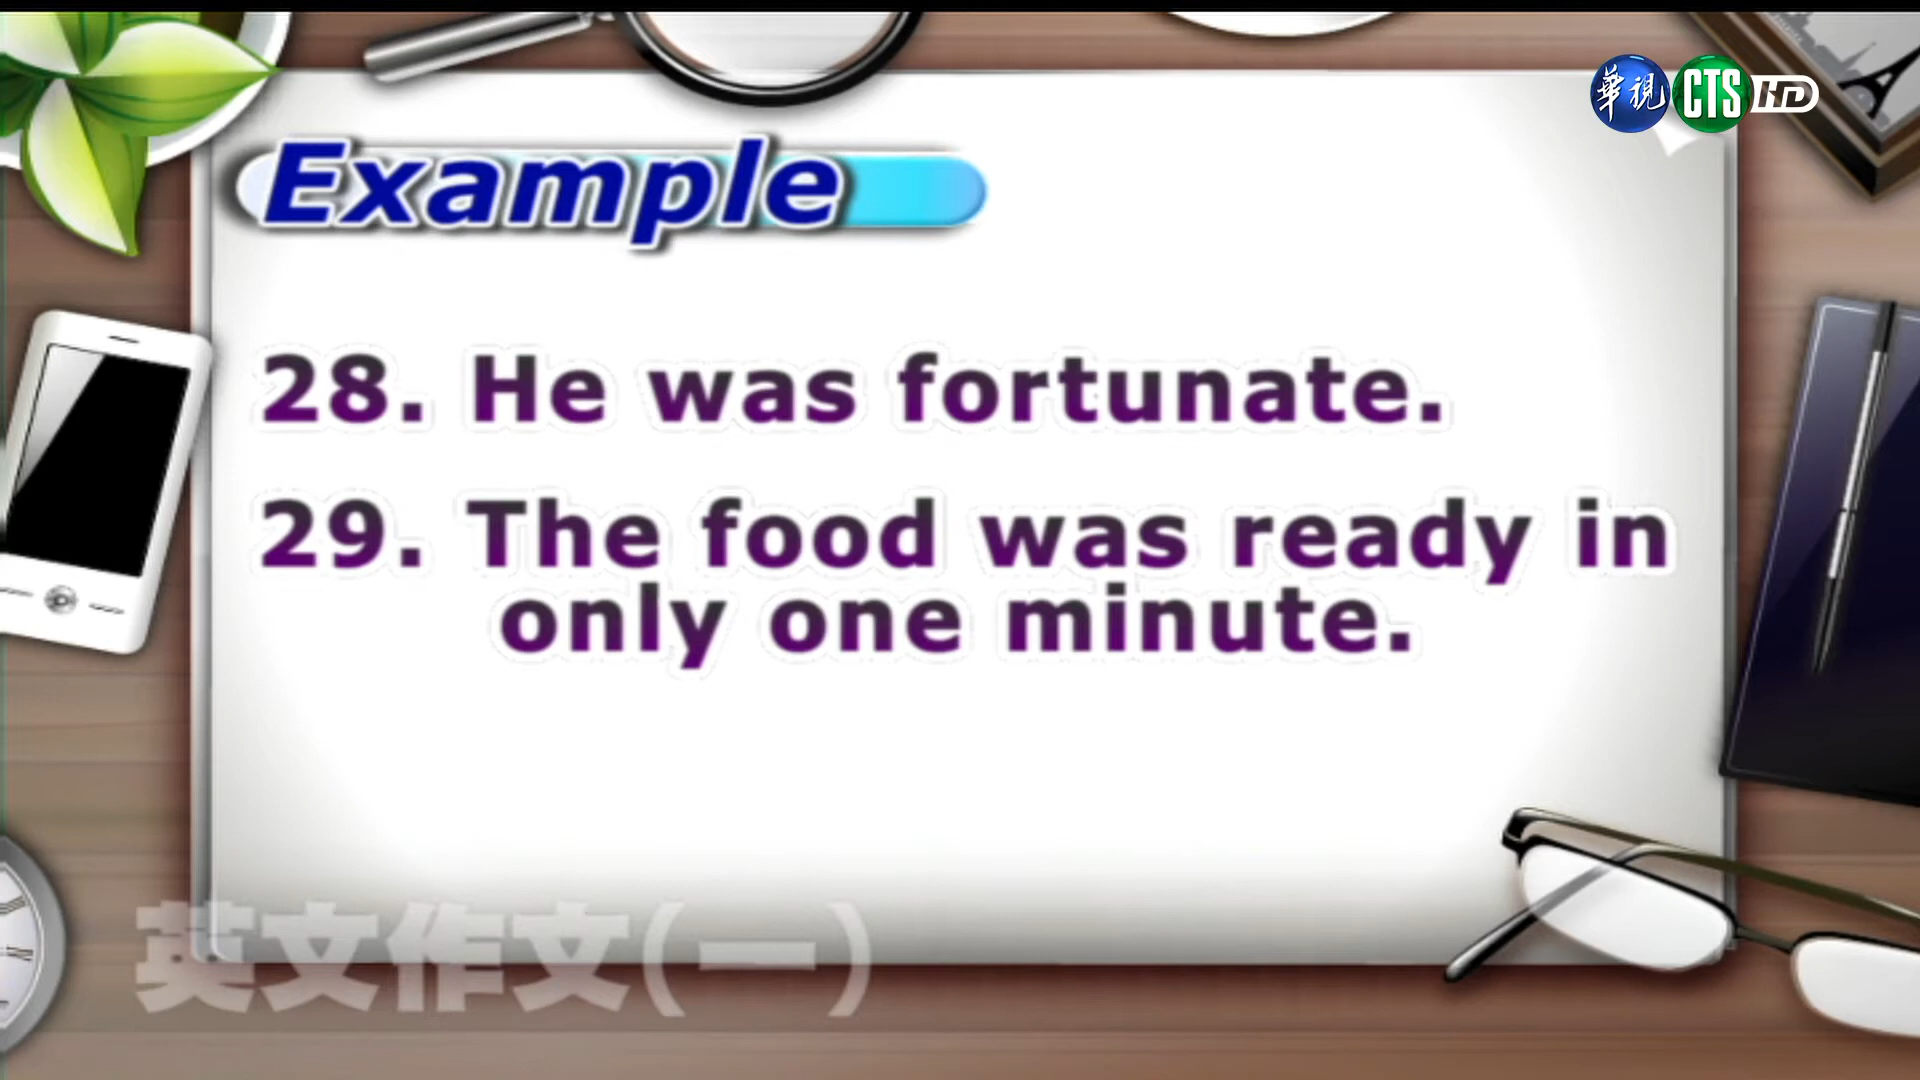 華視 CTS HD
Example
28. He was fortunate.
29. The food was ready in
only one minute.
英文作文(一)